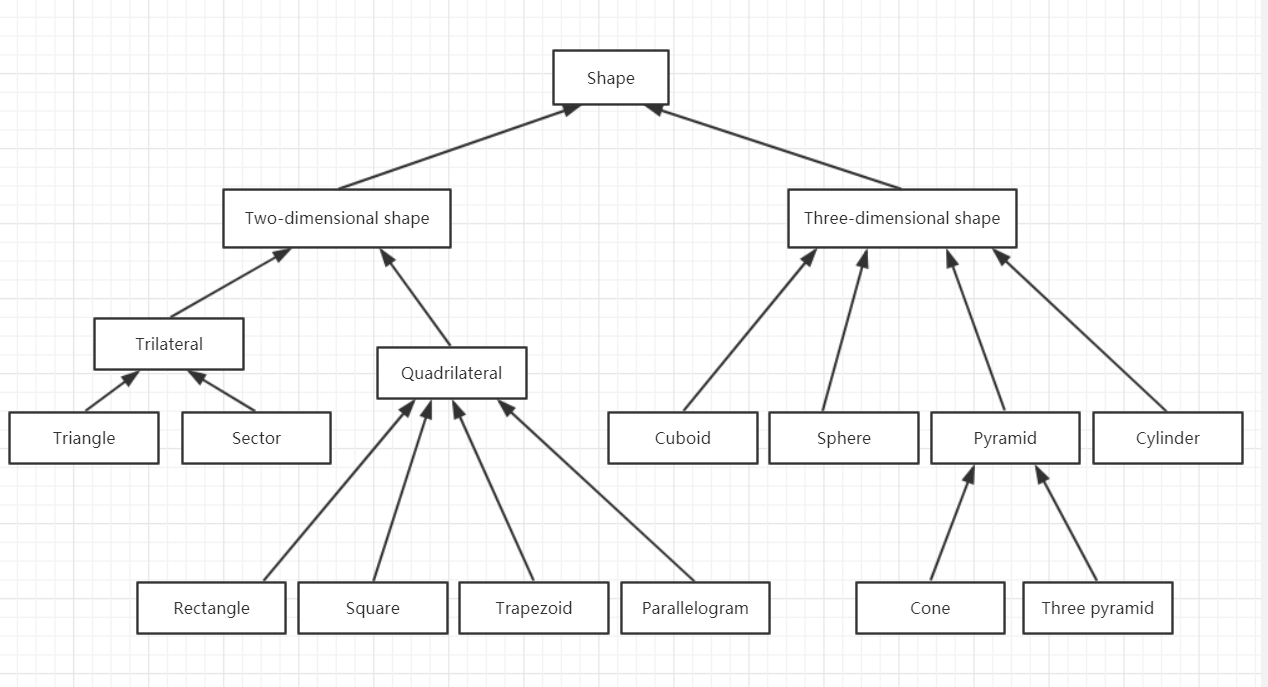 Shape
Two-dimensional shape
Three-dimensional shape
Trilateral
Quadrilateral
Triangle
Sector
Cuboid
Sphere
Pyramid
Cylinder
Rectangle
Square
Trapezoid
Parallelogram
Cone
Three pyramid